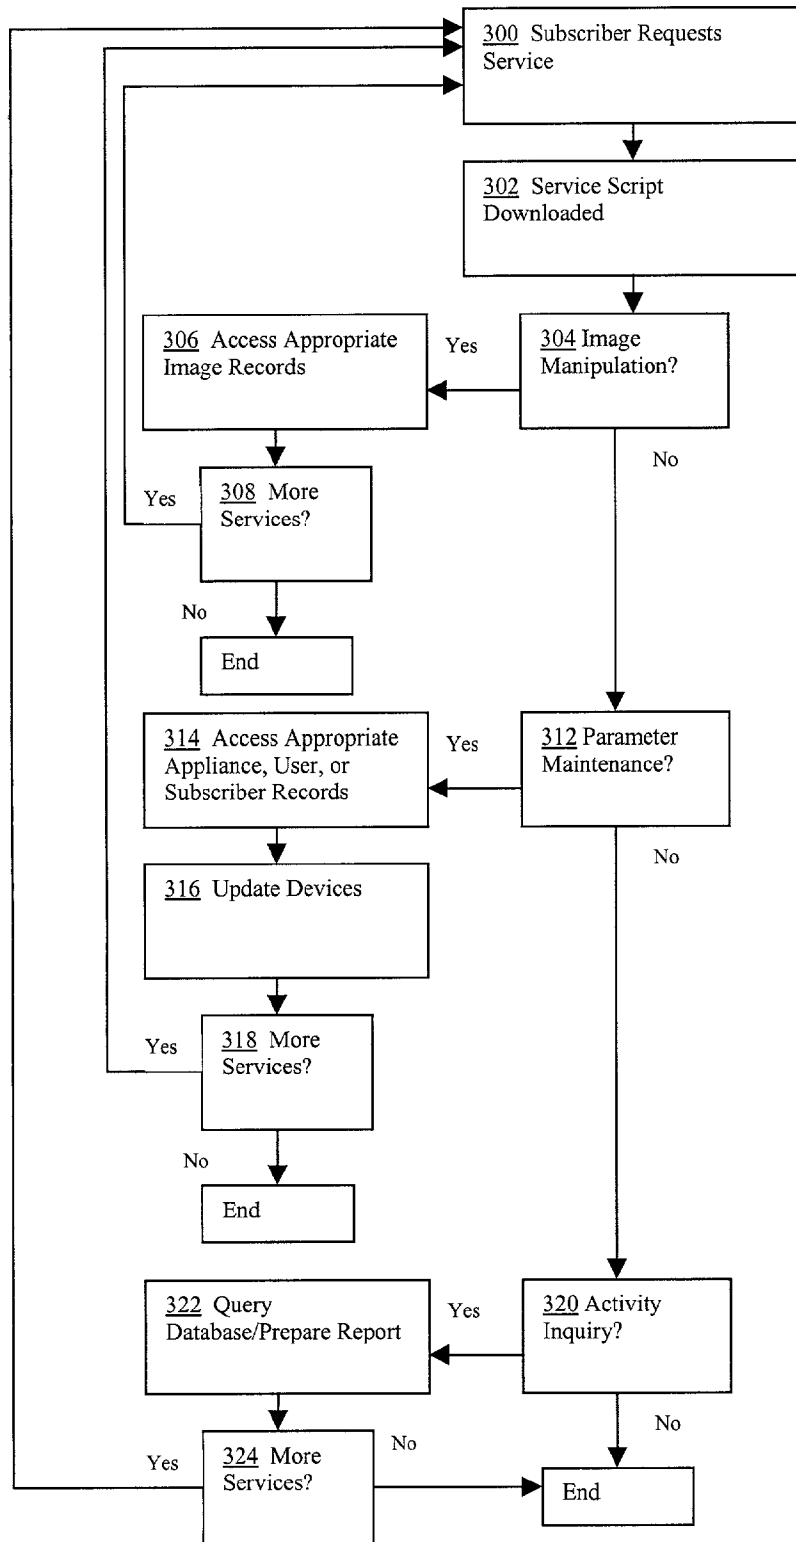 300 Subscriber Requests
Service
302 Service Script
Downloaded
306 Access Appropriate
Image Records
Yes
304 Image
Manipulation?
No
Yes
308 More
Services?
No
End
314 Access Appropriate
Appliance, User, or
Subscriber Records
Yes
312 Parameter
Maintenance?
No
316 Update Devices
Yes
318 More
Services?
No
End
322 Query
Database/Prepare Report
Yes
320 Activity
Inquiry?
No
Yes
324 More
Services?
No
End